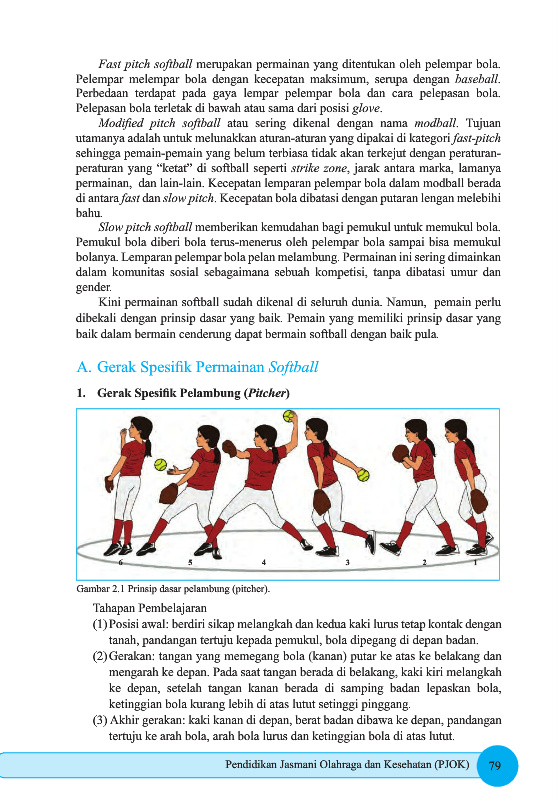 Fast pitch softball merupakan permainan yang ditentukan oleh pelempar bola.
Pelempar melempar bola dengan kecepatan maksimum, serupa dengan baseball.
Perbedaan terdapat pada gaya lempar pelempar bola dan cara pelepasan bola.
Pelepasan bola terletak di bawah atau sama dari posisi glove.
Modified pitch softball atau sering dikenal dengan nama modball. Tujuan
utamanya adalah untuk melunakkan aturan-aturan yang dipakai di kategori fast-pitch
sehingga pemain-pemain yang belum terbiasa tidak akan terkejut dengan peraturan-
peraturan yang “ketat” di softball seperti strike zone, jarak antara marka, lamanya
permainan, dan lain-lain. Kecepatan lemparan pelempar bola dalam modball berada
di antara fast dan slow pitch. Kecepatan bola dibatasi dengan putaran lengan melebihi
bahu.
Slow pitch softball memberikan kemudahan bagi pemukul untuk memukul bola.
Pemukul bola diberi bola terus-menerus oleh pelempar bola sampai bisa memukul
bolanya. Lemparan pelempar bola pelan melambung. Permainan ini sering dimainkan
dalam komunitas sosial sebagaimana sebuah kompetisi, tanpa dibatasi umur dan
gender.
Kini permainan softball sudah dikenal di seluruh dunia. Namun, pemain perlu
dibekali dengan prinsip dasar yang baik. Pemain yang memiliki prinsip dasar yang
baik dalam bermain cenderung dapat bermain softball dengan baik pula.
A. Gerak Spesifik Permainan Softball
1. Gerak Spesifik Pelambung (Pitcher)
6 5 4 3 2 1
Gambar 2.1 Prinsip dasar pelambung (pitcher).
Tahapan Pembelajaran
(1) Posisi awal: berdiri sikap melangkah dan kedua kaki lurus tetap kontak dengan
tanah, pandangan tertuju kepada pemukul, bola dipegang di depan badan.
(2) Gerakan: tangan yang memegang bola (kanan) putar ke atas ke belakang dan
mengarah ke depan. Pada saat tangan berada di belakang, kaki kiri melangkah
ke depan, setelah tangan kanan berada di samping badan lepaskan bola,
ketinggian bola kurang lebih di atas lutut setinggi pinggang.
(3) Akhir gerakan: kaki kanan di depan, berat badan dibawa ke depan, pandangan
tertuju ke arah bola, arah bola lurus dan ketinggian bola di atas lutut.
Pendidikan Jasmani Olahraga dan Kesehatan (PJOK) 79